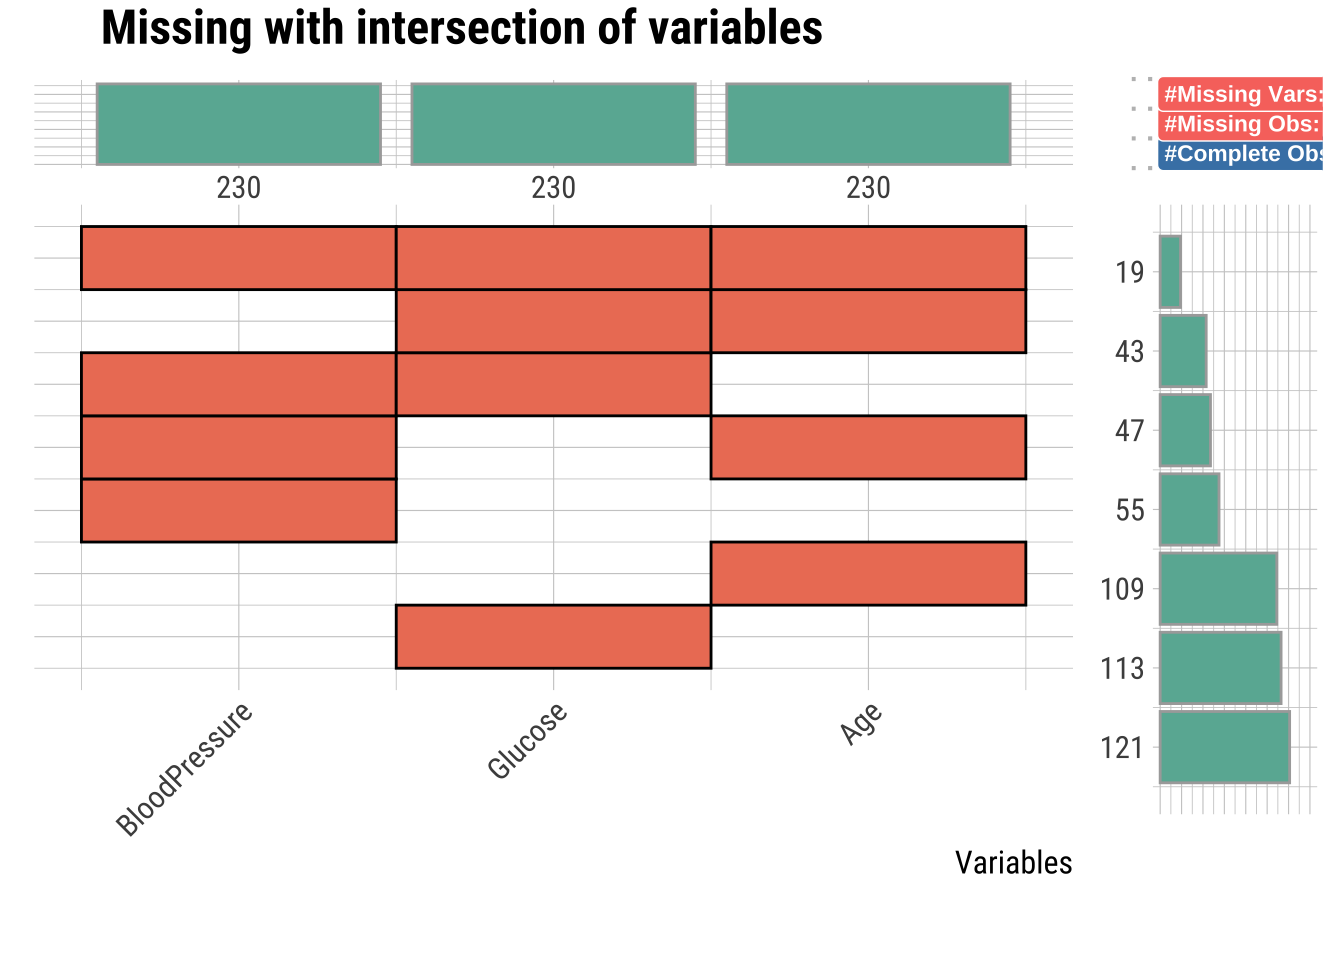 Missing with intersection of variables
#Missing Vars:
#Missing Obs:
#Complete Obs
230 230 230
19
43
47
55
109
113
121
BloodPressure Glucose Age
Variables